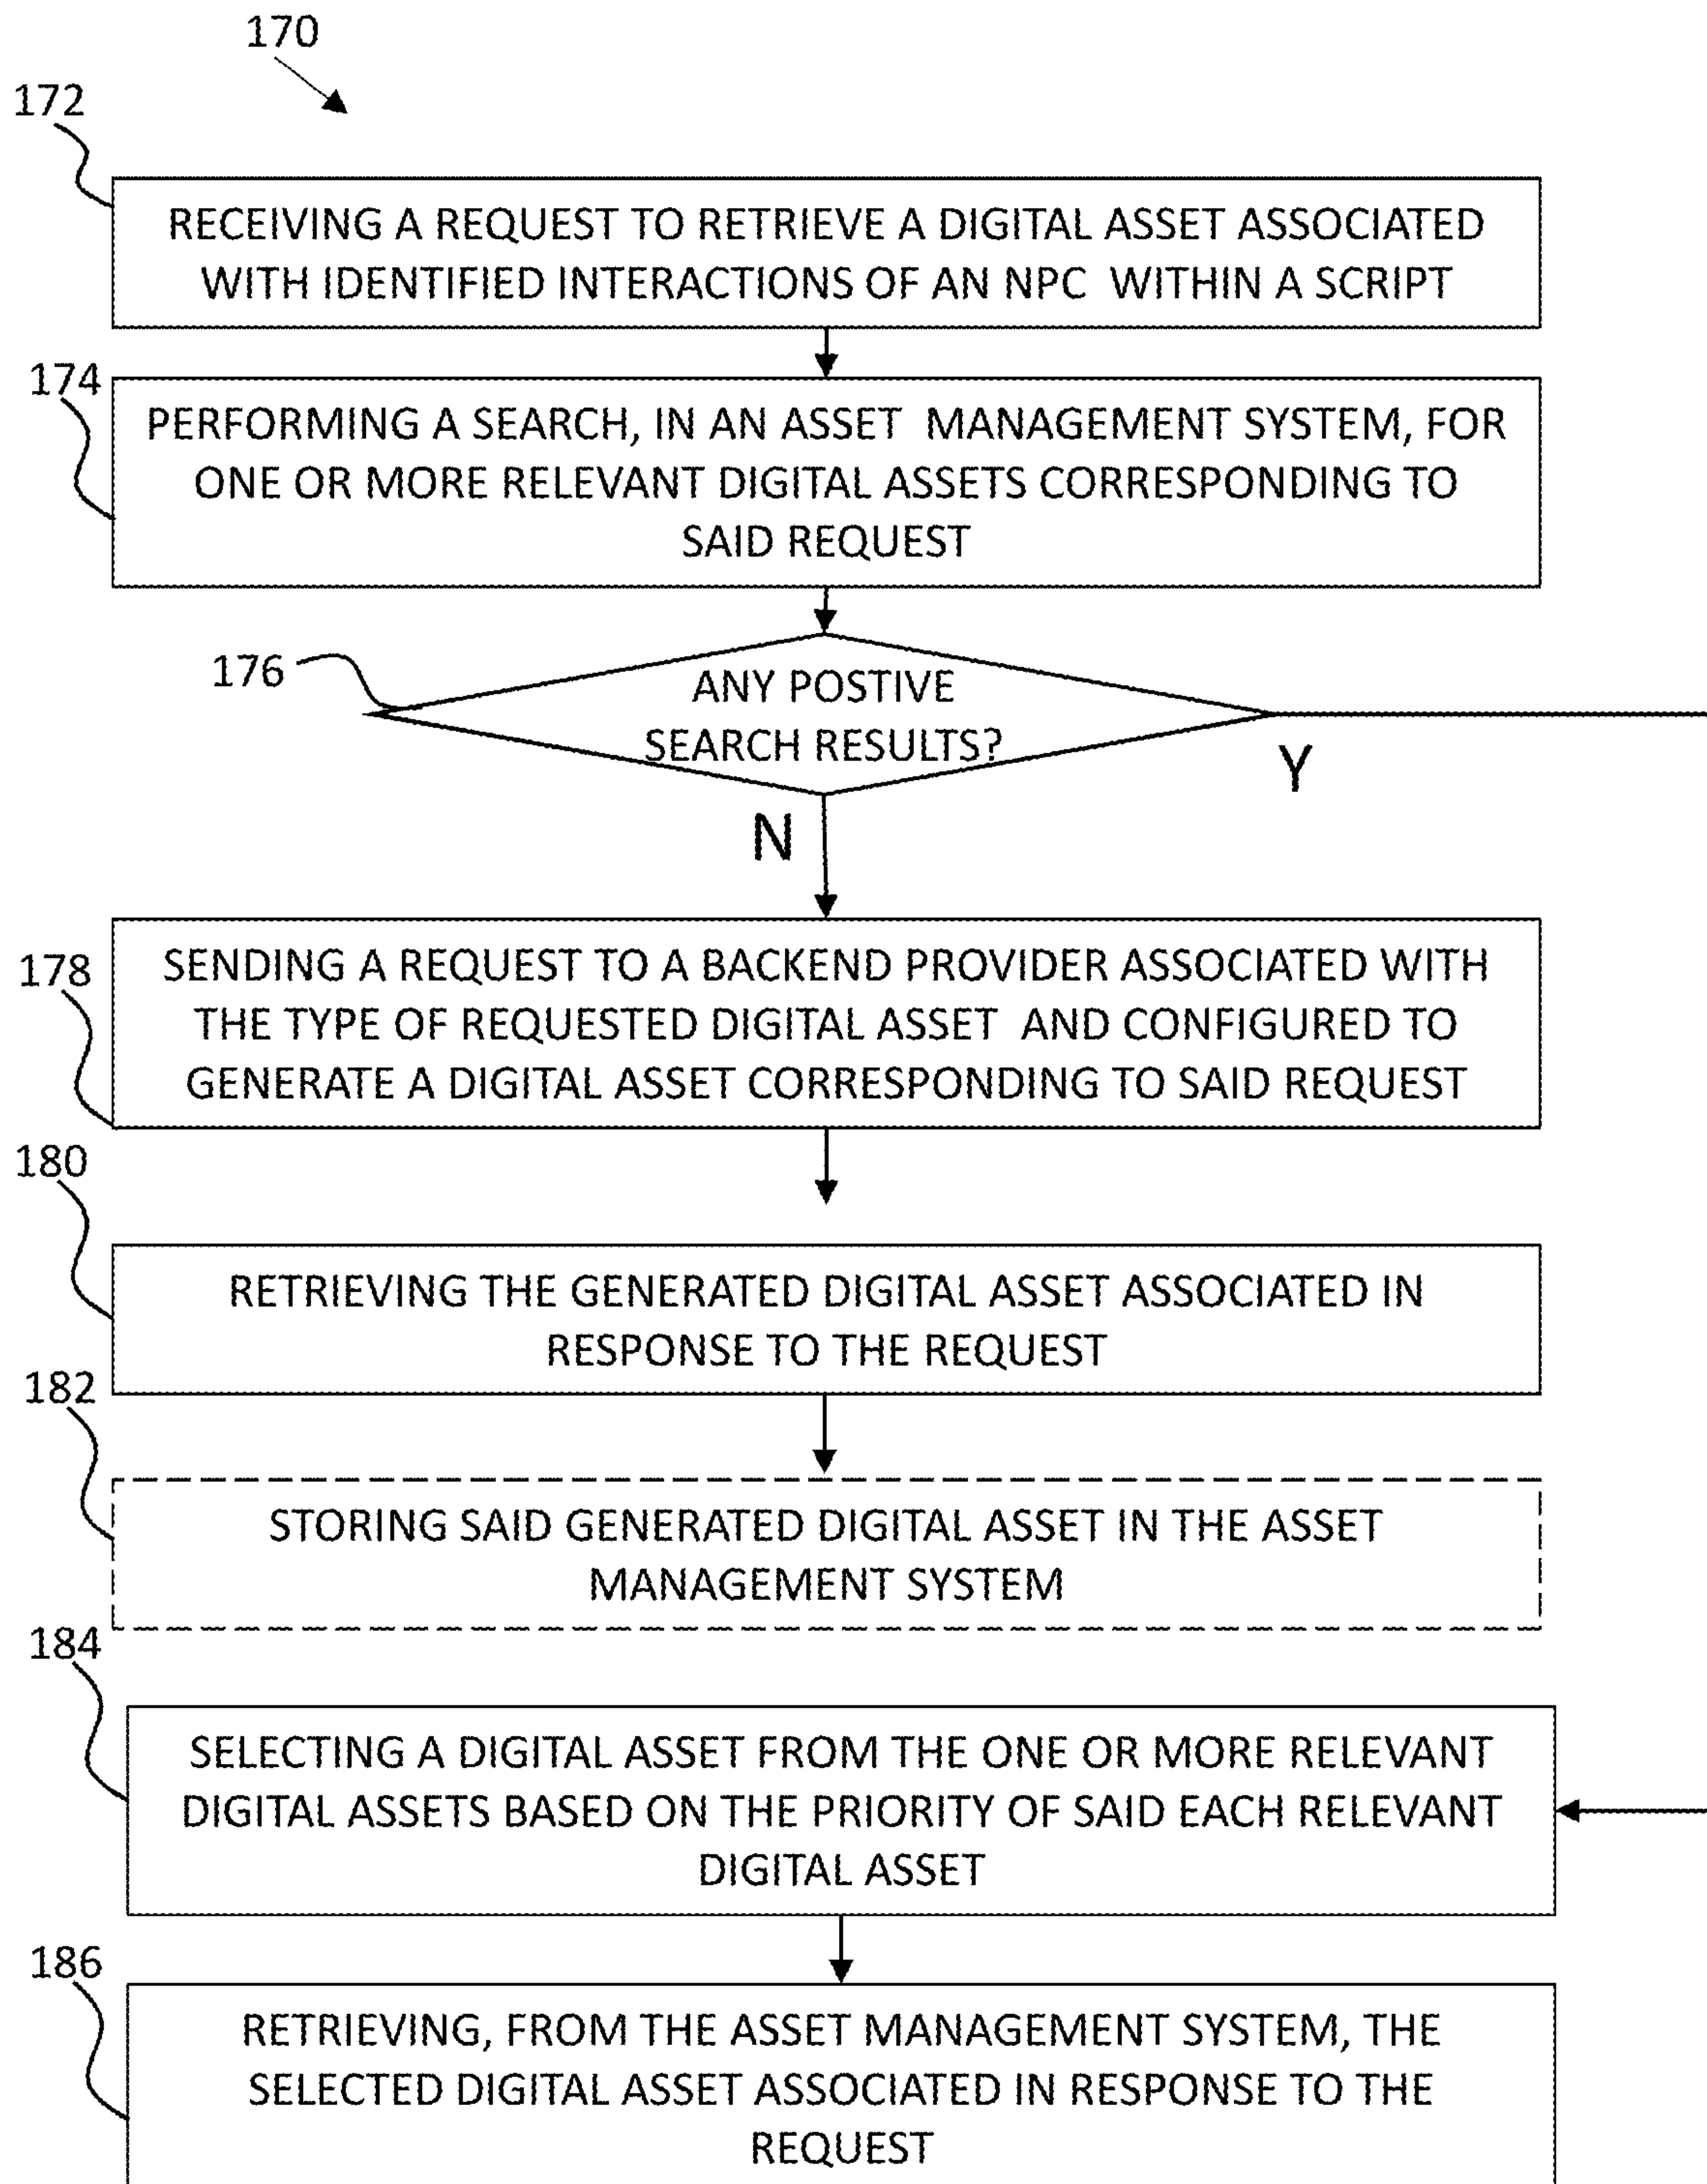 170
172
RECEIVING A REQUEST TO RETRIEVE A DIGITAL ASSET ASSOCIATED
WITH IDENTIFIED INTERACTIONS OF AN NPC WITHIN A SCRIPT
174
PERFORMING A SEARCH, IN AN ASSET MANAGEMENT SYSTEM, FOR
ONE OR MORE RELEVANT DIGITAL ASSETS CORRESPONDING TO
SAID REQUEST
176
ANY POSTIVE
SEARCH RESULTS?
Y
N
178
SENDING A REQUEST TO A BACKEND PROVIDER ASSOCIATED WITH
THE TYPE OF REQUESTED DIGITAL ASSET AND CONFIGURED TO
GENERATE A DIGITAL ASSET CORRESPONDING TO SAID REQUEST
180
RETRIEVING THE GENERATED DIGITAL ASSET ASSOCIATED IN
RESPONSE TO THE REQUEST
182
STORING SAID GENERATED DIGITAL ASSET IN THE ASSET
MANAGEMENT SYSTEM
184
SELECTING A DIGITAL ASSET FROM THE ONE OR MORE RELEVANT
DIGITAL ASSETS BASED ON THE PRIORITY OF SAID EACH RELEVANT
DIGITAL ASSET
186
RETRIEVING, FROM THE ASSET MANAGEMENT SYSTEM, THE
SELECTED DIGITAL ASSET ASSOCIATED IN RESPONSE TO THE
REQUEST